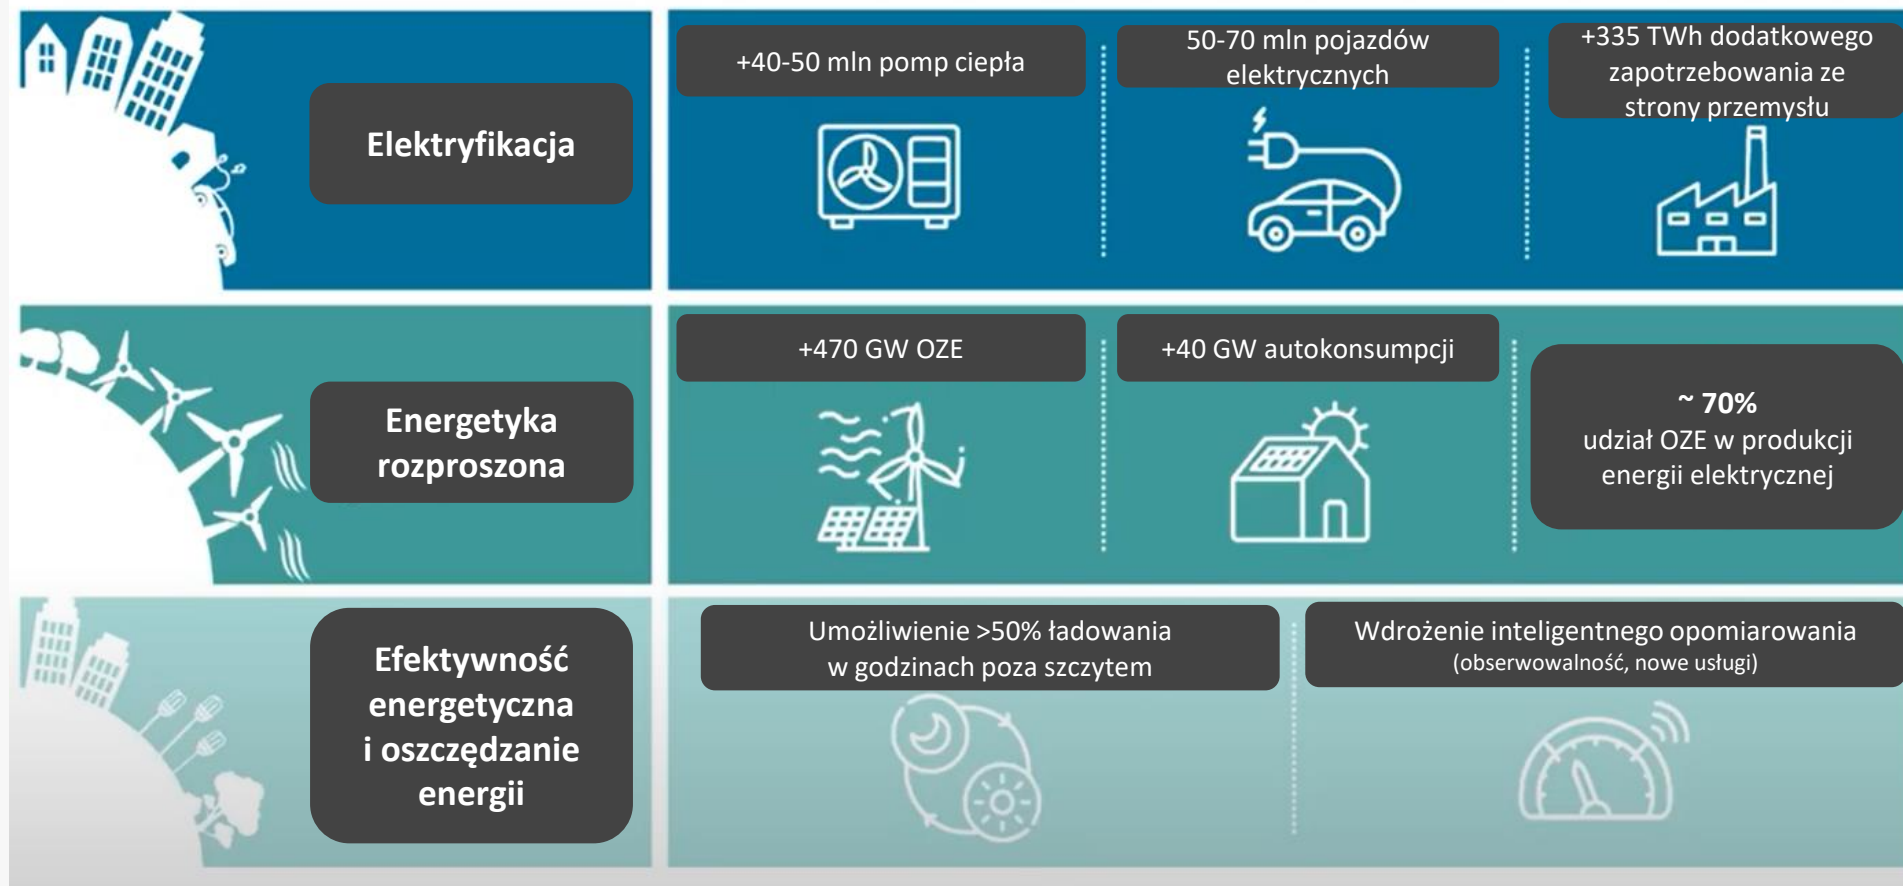 Elektryfikacja
+40-50 mln pomp ciepła
50-70 mln pojazdów
elektrycznych
+335 TWh dodatkowego
zapotrzebowania ze
strony przemysłu
Energetyka
rozproszona
+470 GW OZE
+40 GW autokonsumpcji
~ 70%
udział OZE w produkcji
energii elektrycznej
Efektywność
energetyczna
i oszczędzanie
energii
Umożliwienie >50% ładowania
w godzinach poza szczytem
Wdrożenie inteligentnego opomiarowania
(obserwowalność, nowe usługi)